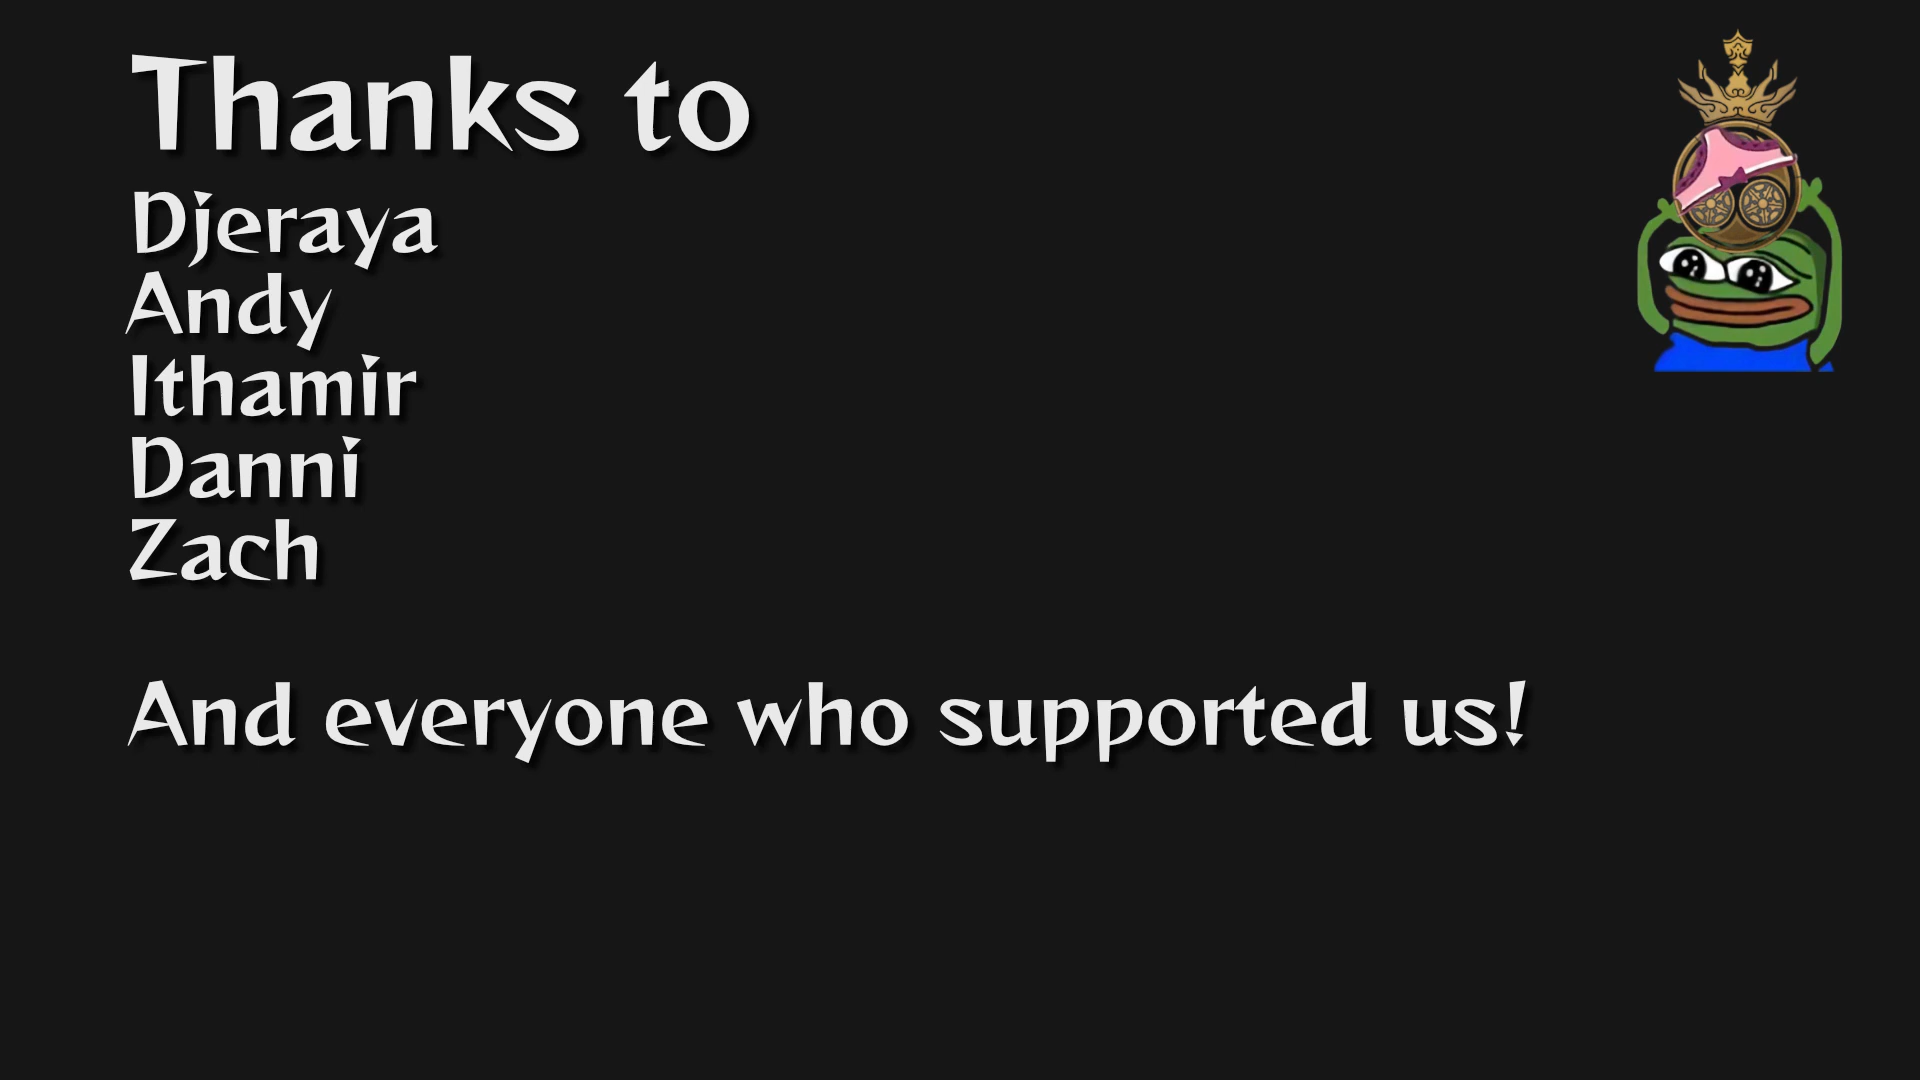 Thanks to
Djeraya
Andy
Ithamir
Danni
Zach
And everyone who supported us!